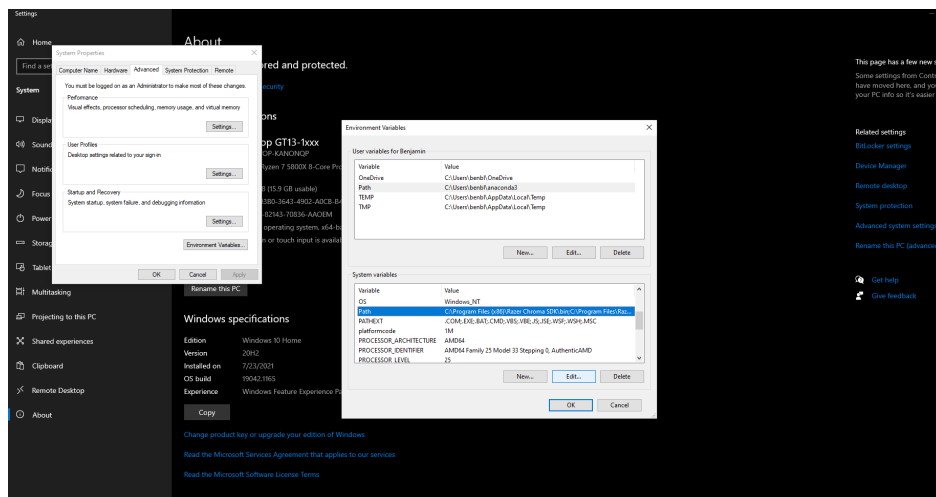 Settings
Home
Find a set
System
Display
Sound
Notific
Focus
Power
Storag
Tablet
Multitasking
Projecting to this PC
Shared experiences
Clipboard
Remote Desktop
About
System Properties
Computer Name Hardware Advanced System Protection Remote
You must be logged on as an Administrator to make most of these changes.
Performance
Visual effects, processor scheduling, memory usage, and virtual memory
Settings...
User Profiles
Desktop settings related to your sign-in
Settings...
Startup and Recovery
System startup, system failure, and debugging information
Settings...
Environment Variables...
OK Cancel Apply
About
ored and protected.
ecurity
ons
op GT13-1xxx
OP-KANONQP
Ryzen 7 5800X 8-Core Pro
B (15.9 GB usable)
-82143-70836-AAOEM
operating system, x64-ba
n or touch input is availab
Rename this PC
Windows specifications
Edition Windows 10 Home
Version 20H2
Installed on 7/23/2021
OS build 19042.1165
Experience Windows Feature Experience Pa
Copy
Change product key or upgrade your edition of Windows
Read the Microsoft Services Agreement that applies to our services
Read the Microsoft Software License Terms
Environment Variables
User variables for Benjamin
Variable Value
OneDrive C:\Users\benbl\OneDrive
Path C:\Users\benbl\anaconda3
TEMP C:\Users\benbl\AppData\Local\Temp
TMP C:\Users\benbl\AppData\Local\Temp
New... Edit... Delete
System variables
Variable Value
OS Windows_NT
Path C:\Program Files (x86)\Razer Chroma SDK\bin;C:\Program Files\Raz...
PATHEXT .COM;.EXE;.BAT;.CMD;.VBS;.VBE;.JS;.JSE;.WSF;.WSH;.MSC
platformcode 1M
PROCESSOR_ARCHITECTURE AMD64
PROCESSOR_IDENTIFIER AMD64 Family 25 Model 33 Stepping 0, AuthenticAMD
PROCESSOR_LEVEL 25
New... Edit... Delete
OK Cancel
This page has a few new s
Some settings from Contr
have moved here, and yo
your PC info so it's easier
Related settings
BitLocker settings
Device Manager
Remote desktop
System protection
Advanced system settings
Rename this PC (advance
Get help
Give feedback